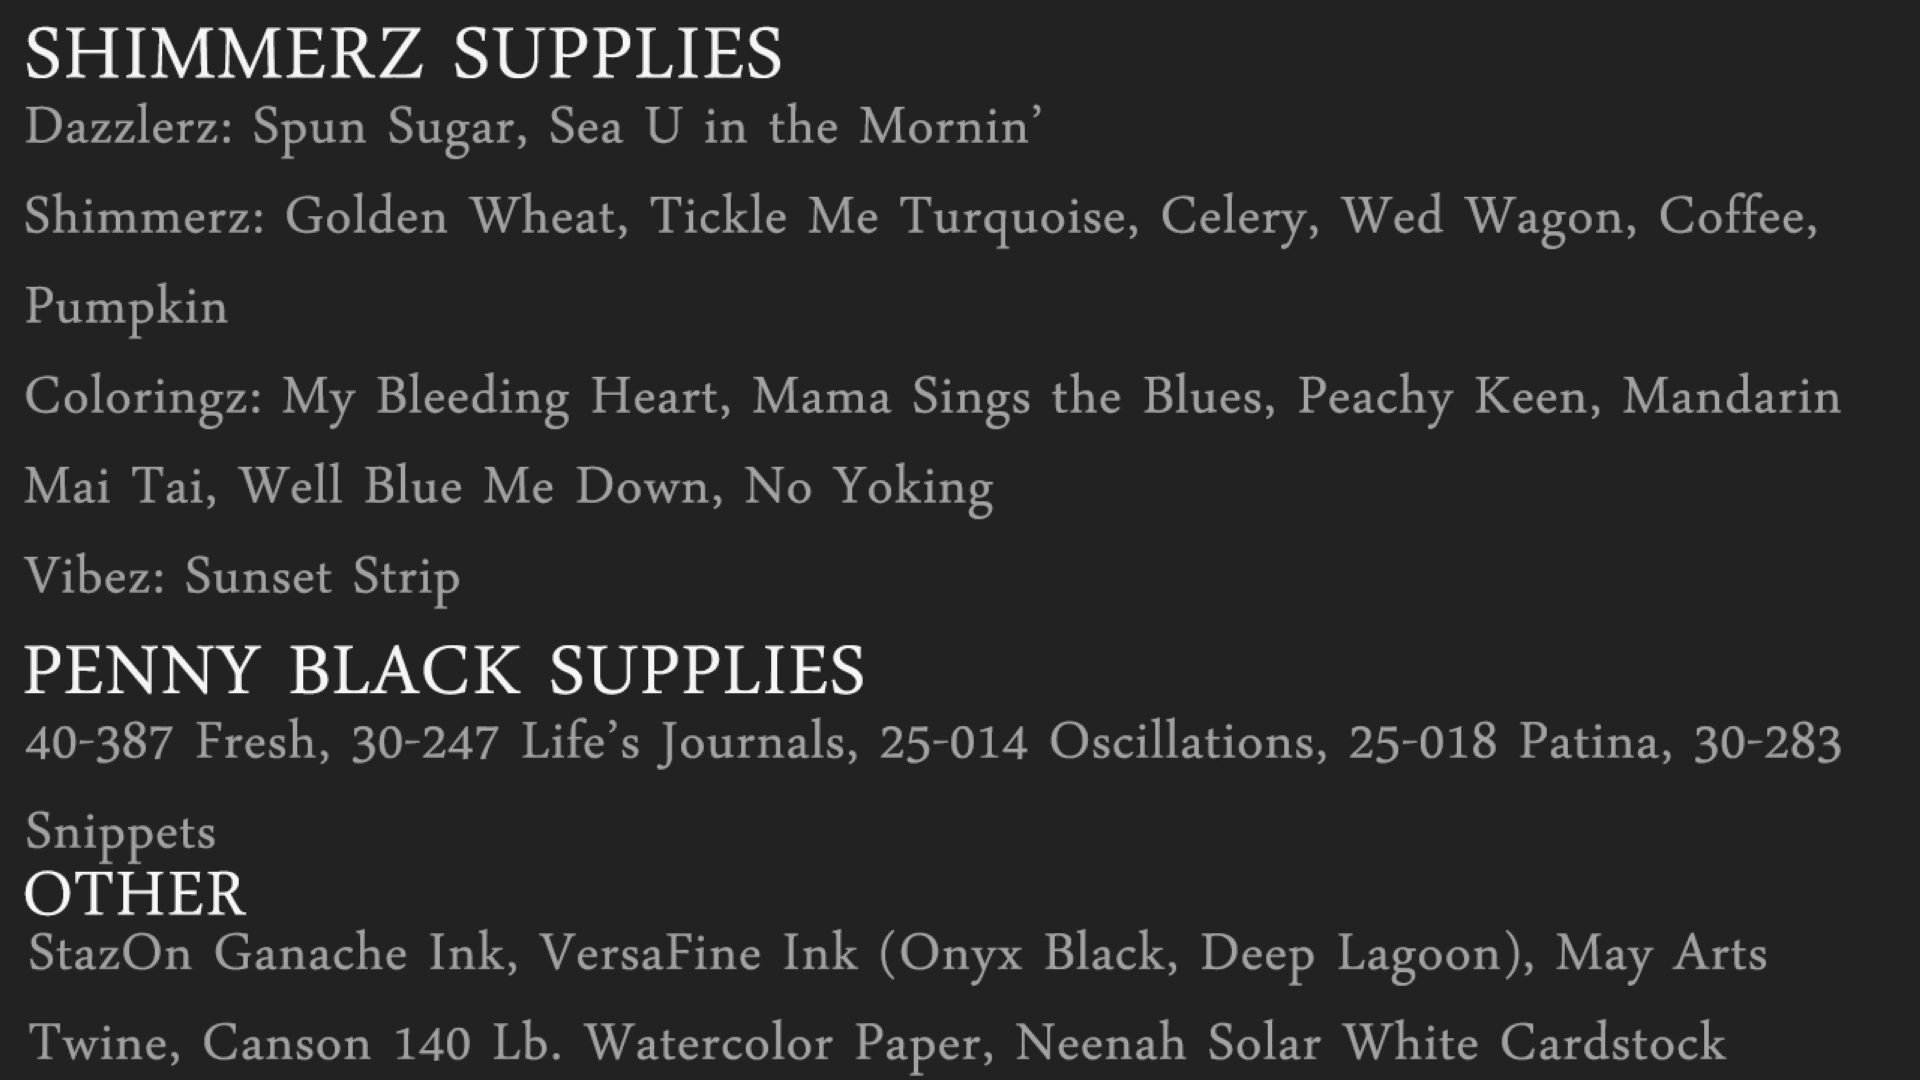 SHIMMERZ SUPPLIES
Dazzlerz: Spun Sugar, Sea U in the Mornin’
Shimmerz: Golden Wheat, Tickle Me Turquoise, Celery, Wed Wagon, Coffee,
Pumpkin
Coloringz: My Bleeding Heart, Mama Sings the Blues, Peachy Keen, Mandarin
Mai Tai, Well Blue Me Down, No Yoking
Vibez: Sunset Strip
PENNY BLACK SUPPLIES
40-387 Fresh, 30-247 Life’s Journals, 25-014 Oscillations, 25-018 Patina, 30-283
Snippets
OTHER
StazOn Ganache Ink, VersaFine Ink (Onyx Black, Deep Lagoon), May Arts
Twine, Canson 140 Lb. Watercolor Paper, Neenah Solar White Cardstock